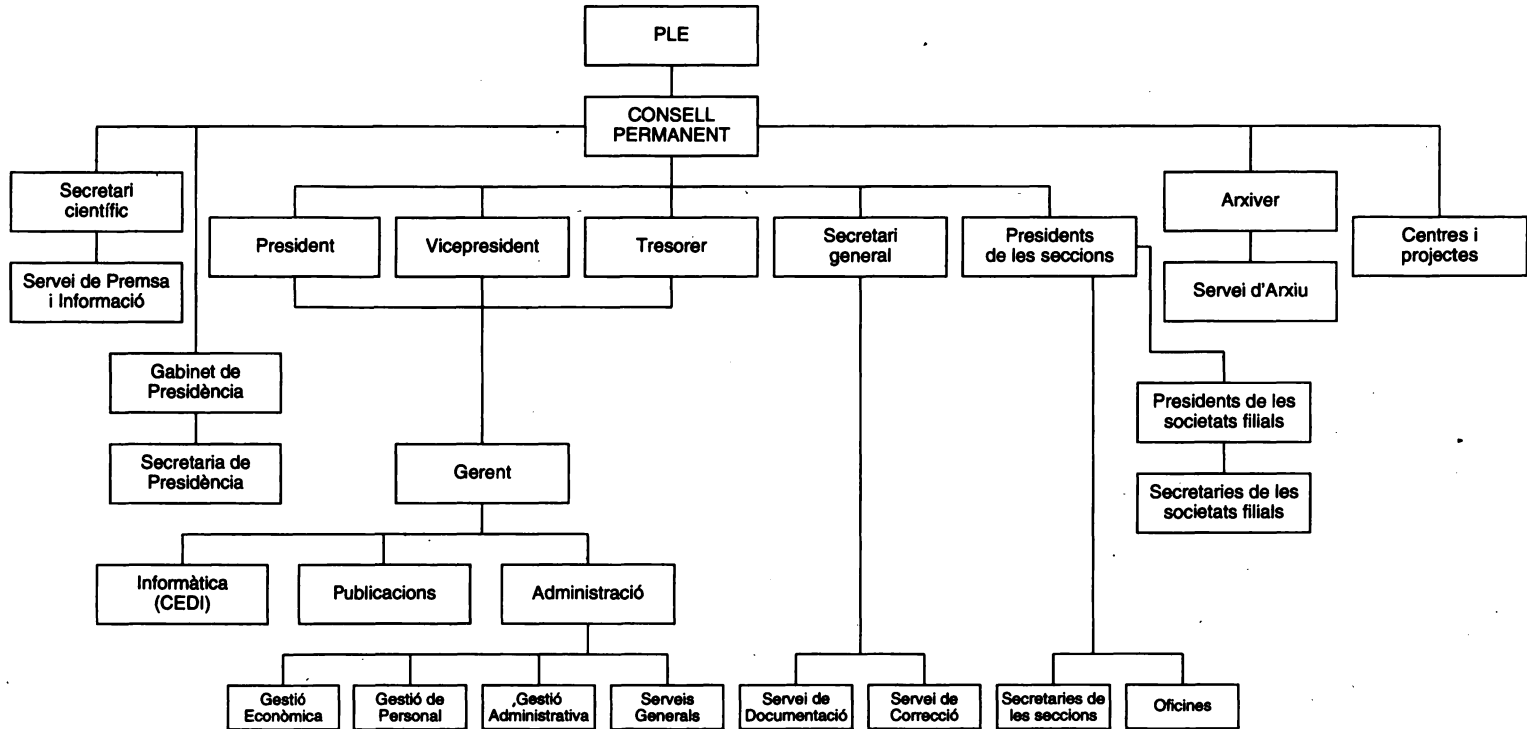 PLE
CONSELL
PERMANENT
Secretari
científic
Servei de Premsa
i Informació
Gabinet de
Presidència
Secretaria de
Presidència
President
Vicepresident
Tresorer
Secretari
general
Presidents
de les seccions
Arxiver
Servei d'Arxiu
Centres i
projectes
Presidents de les
societats filials
Secretaries de les
societats filials
Gerent
Informàtica
(CEDI)
Publicacions
Administració
Gestió
Econòmica
Gestió de
Personal
Gestió
Administrativa
Serveis
Generals
Servei de
Documentació
Servei de
Correcció
Secretaries de
les seccions
Oficines